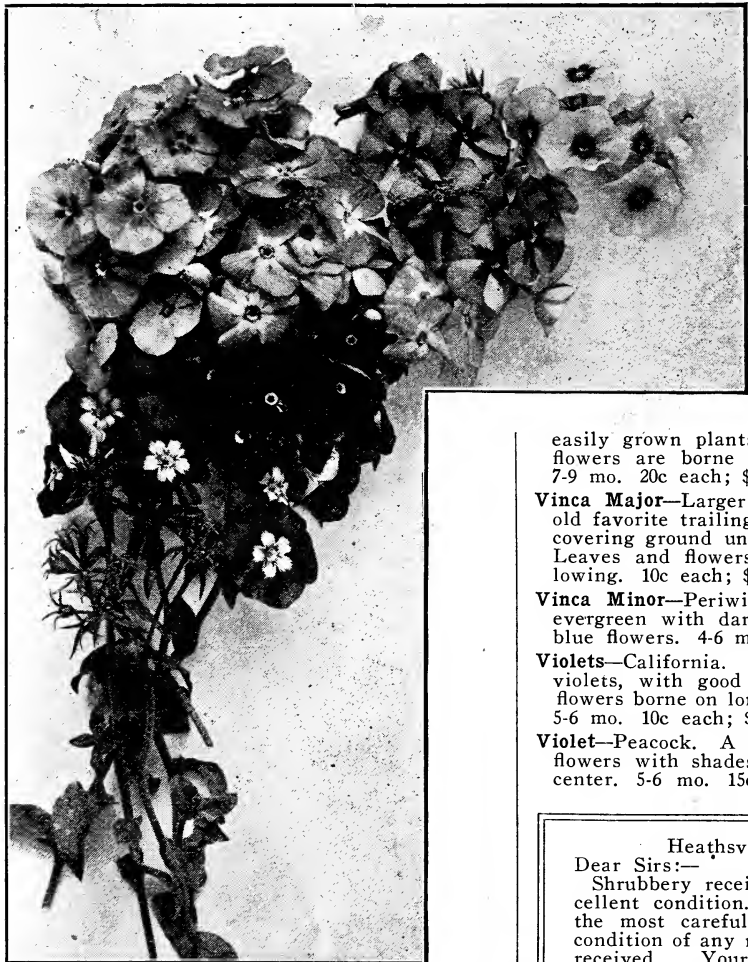 easily grown plant
flowers are borne
7-9 mo. 20c each; $
Vinca Major—Larger
old favorite trailing
covering ground un
Leaves and flowers
lowing. 10c each; $
Vinca Minor—Periwi
evergreen with dar
blue flowers. 4-6 m
Violets—California.
violets, with good
flowers borne on lo
5-6 mo. 10c each; $
Violet—Peacock. A
flowers with shades
center. 5-6 mo. 15
Heathsv
Dear Sirs:—
Shrubbery recei
cellent condition.
the most careful
condition of any
received. Your